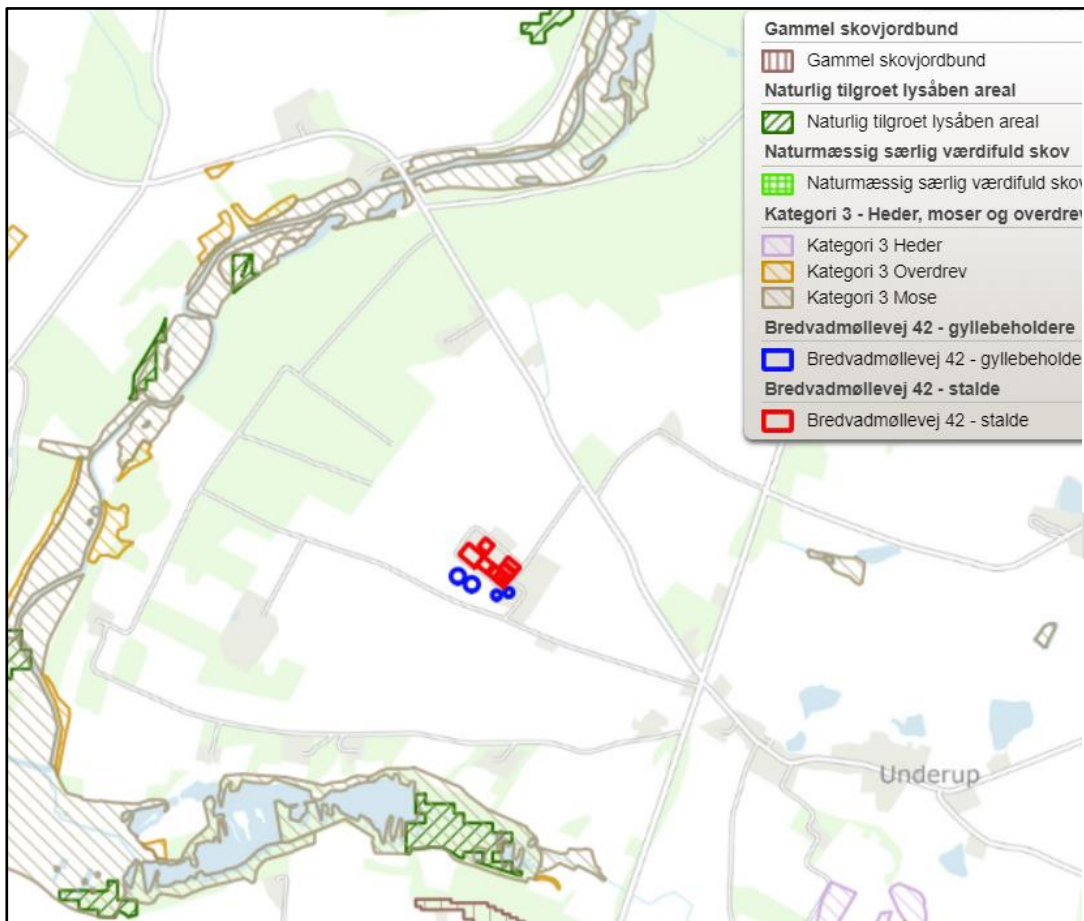 Gammel skovjordbund
Gammel skovjordbund
Naturlig tilgroet lysåben areal
Naturlig tilgroet lysåben areal
Naturmæssig særlig værdifuld skov
Naturmæssig særlig værdifuld skov
Kategori 3 - Heder, moser og overdrev
Kategori 3 Heder
Kategori 3 Overdrev
Kategori 3 Mose
Bredvadmøllevej 42 - gyllebeholdere
Bredvadmøllevej 42 - gyllebeholde
Bredvadmøllevej 42 - stalde
Bredvadmøllevej 42 - stalde
Underup